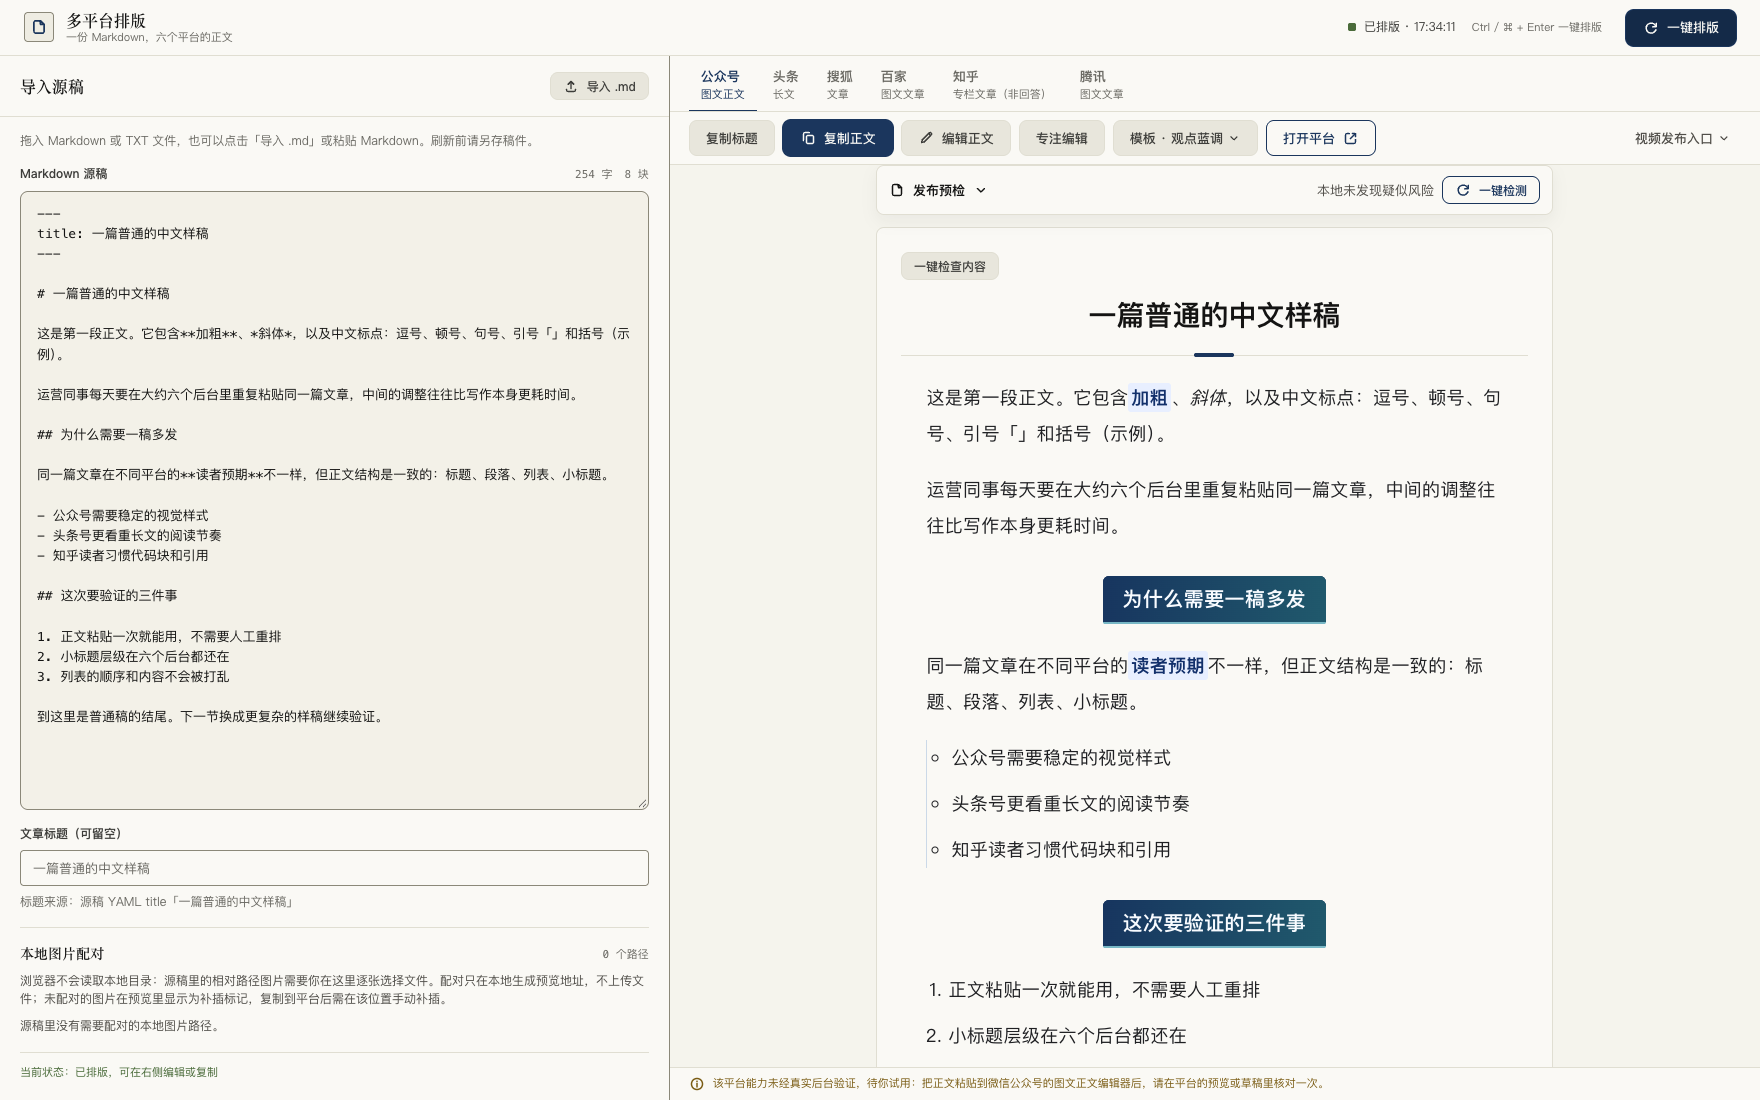 多平台排版
一份 Markdown，六个平台的正文
已排版 · 17:34:11
Ctrl / ⌘ + Enter 一键排版
一键排版
导入源稿
导入 .md
拖入 Markdown 或 TXT 文件，也可以点击「导入 .md」或粘贴 Markdown。刷新前请另存稿件。
Markdown 源稿
254 字 8 块
---
title: 一篇普通的中文样稿
---
# 一篇普通的中文样稿
这是第一段正文。它包含**加粗**、*斜体*，以及中文标点：逗号、顿号、句号、引号「」和括号（示
例）。
运营同事每天要在大约六个后台里重复粘贴同一篇文章，中间的调整往往比写作本身更耗时间。
## 为什么需要一稿多发
同一篇文章在不同平台的**读者预期**不一样，但正文结构是一致的：标题、段落、列表、小标题。
- 公众号需要稳定的视觉样式
- 头条号更看重长文的阅读节奏
- 知乎读者习惯代码块和引用
## 这次要验证的三件事
1. 正文粘贴一次就能用，不需要人工重排
2. 小标题层级在六个后台都还在
3. 列表的顺序和内容不会被打乱
到这里是普通稿的结尾。下一节换成更复杂的样稿继续验证。
文章标题（可留空）
一篇普通的中文样稿
标题来源：源稿 YAML title「一篇普通的中文样稿」
本地图片配对
0 个路径
浏览器不会读取本地目录：源稿里的相对路径图片需要你在这里逐张选择文件。配对只在本地生成预览地址，不上传文
件；未配对的图片在预览里显示为补插标记，复制到平台后需在该位置手动补插。
源稿里没有需要配对的本地图片路径。
当前状态：已排版，可在右侧编辑或复制
公众号
图文正文
头条
长文
搜狐
文章
百家
图文文章
知乎
专栏文章（非回答）
腾讯
图文文章
复制标题
复制正文
编辑正文
专注编辑
模板 · 观点蓝调
打开平台
视频发布入口
发布预检
本地未发现疑似风险
一键检测
一键检查内容
一篇普通的中文样稿
这是第一段正文。它包含加粗、斜体，以及中文标点：逗号、顿号、句
号、引号「」和括号（示例）。
运营同事每天要在大约六个后台里重复粘贴同一篇文章，中间的调整往
往比写作本身更耗时间。
为什么需要一稿多发
同一篇文章在不同平台的读者预期不一样，但正文结构是一致的：标
题、段落、列表、小标题。
公众号需要稳定的视觉样式
头条号更看重长文的阅读节奏
知乎读者习惯代码块和引用
这次要验证的三件事
1. 正文粘贴一次就能用，不需要人工重排
2. 小标题层级在六个后台都还在
该平台能力未经真实后台验证，待你试用：把正文粘贴到微信公众号的图文正文编辑器后，请在平台的预览或草稿里核对一次。